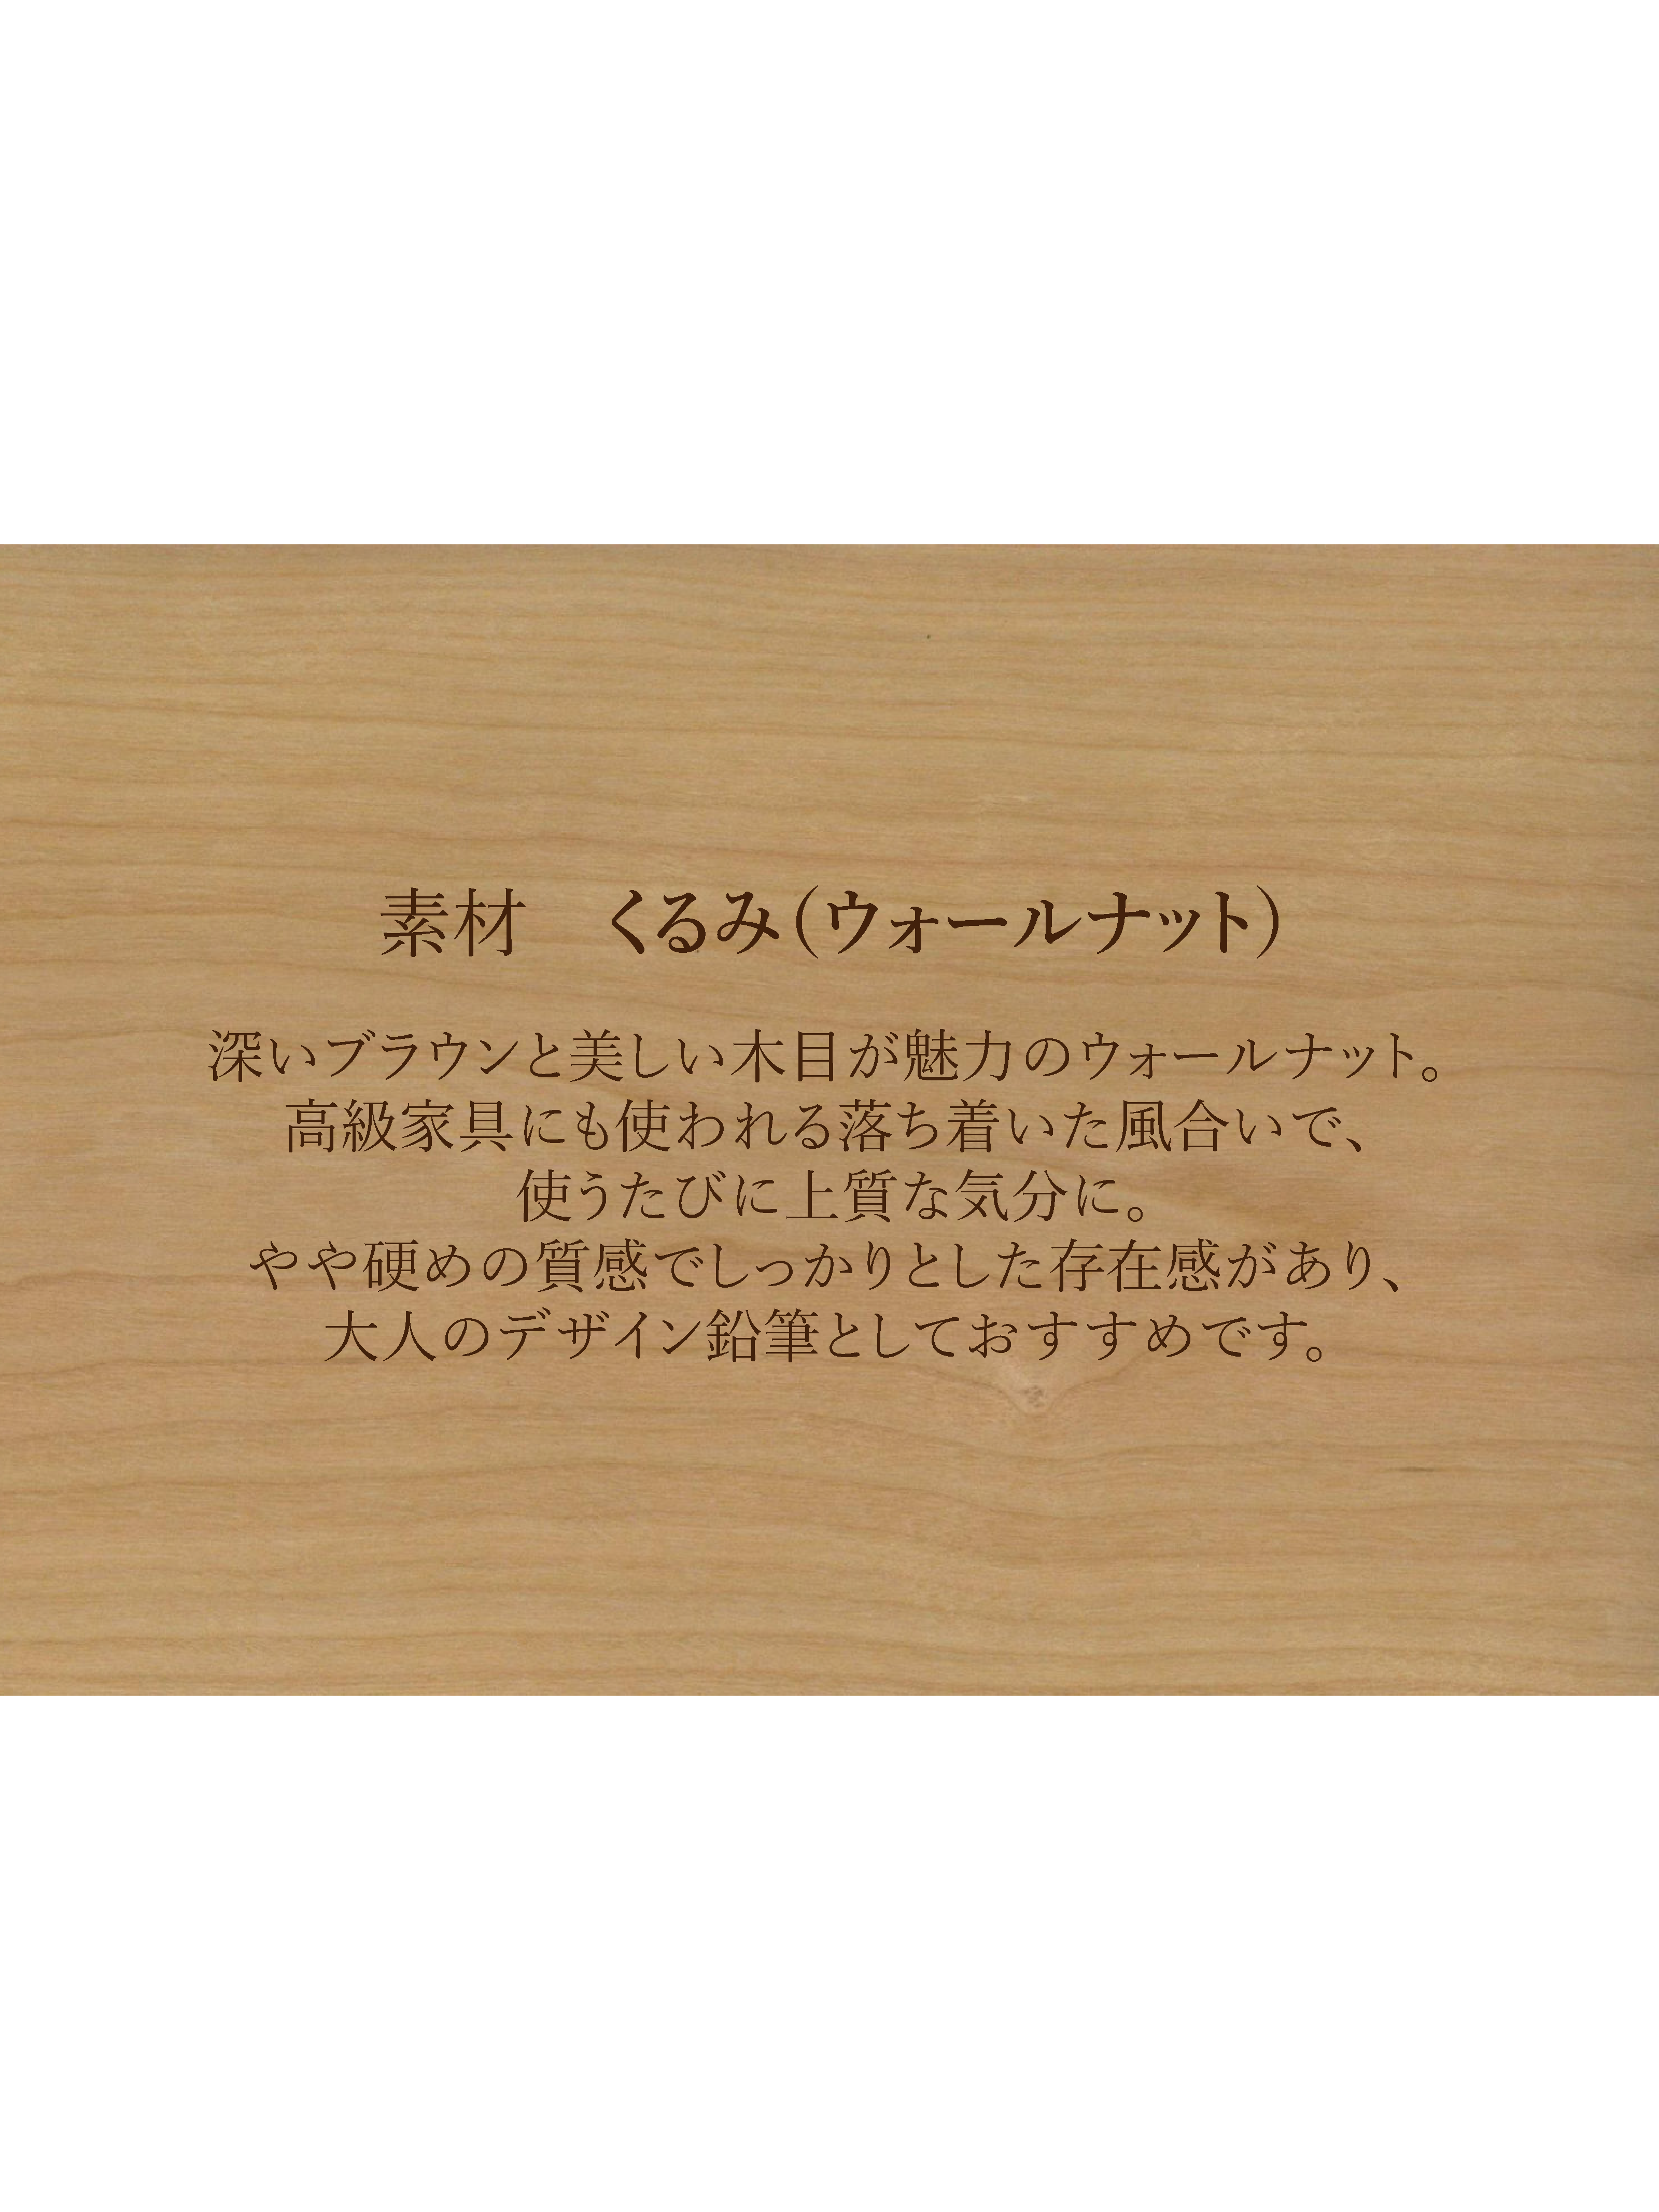 素材　くるみ（ウォールナット）
深いブラウンと美しい木目が魅力のウォールナット。
高級家具にも使われる落ち着いた風合いで、
使うたびに上質な気分に。
やや硬めの質感でしっかりとした存在感があり、
大人のデザイン鉛筆としておすすめです。